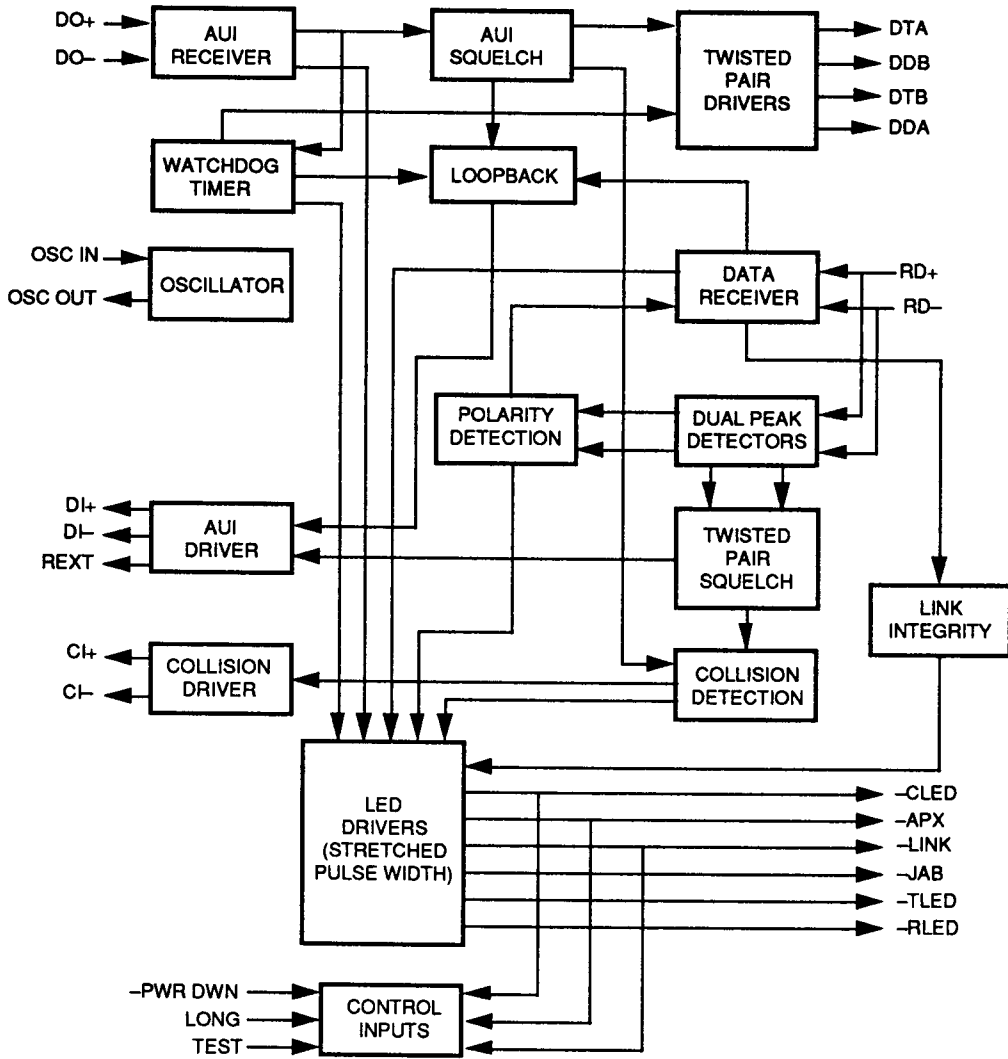 DO+
DO–
AUI
RECEIVER
AUI
SQUELCH
TWISTED
PAIR
DRIVERS
DTA
DDB
DTB
DDA
WATCHDOG
TIMER
LOOPBACK
OSC IN
OSC OUT
OSCILLATOR
DATA
RECEIVER
RD+
RD–
POLARITY
DETECTION
DUAL PEAK
DETECTORS
DI+
DI–
REXT
AUI
DRIVER
TWISTED
PAIR
SQUELCH
LINK
INTEGRITY
CI+
CI–
COLLISION
DRIVER
COLLISION
DETECTION
LED
DRIVERS
(STRETCHED
PULSE WIDTH)
–CLED
–APX
–LINK
–JAB
–TLED
–RLED
–PWR DWN
LONG
TEST
CONTROL
INPUTS